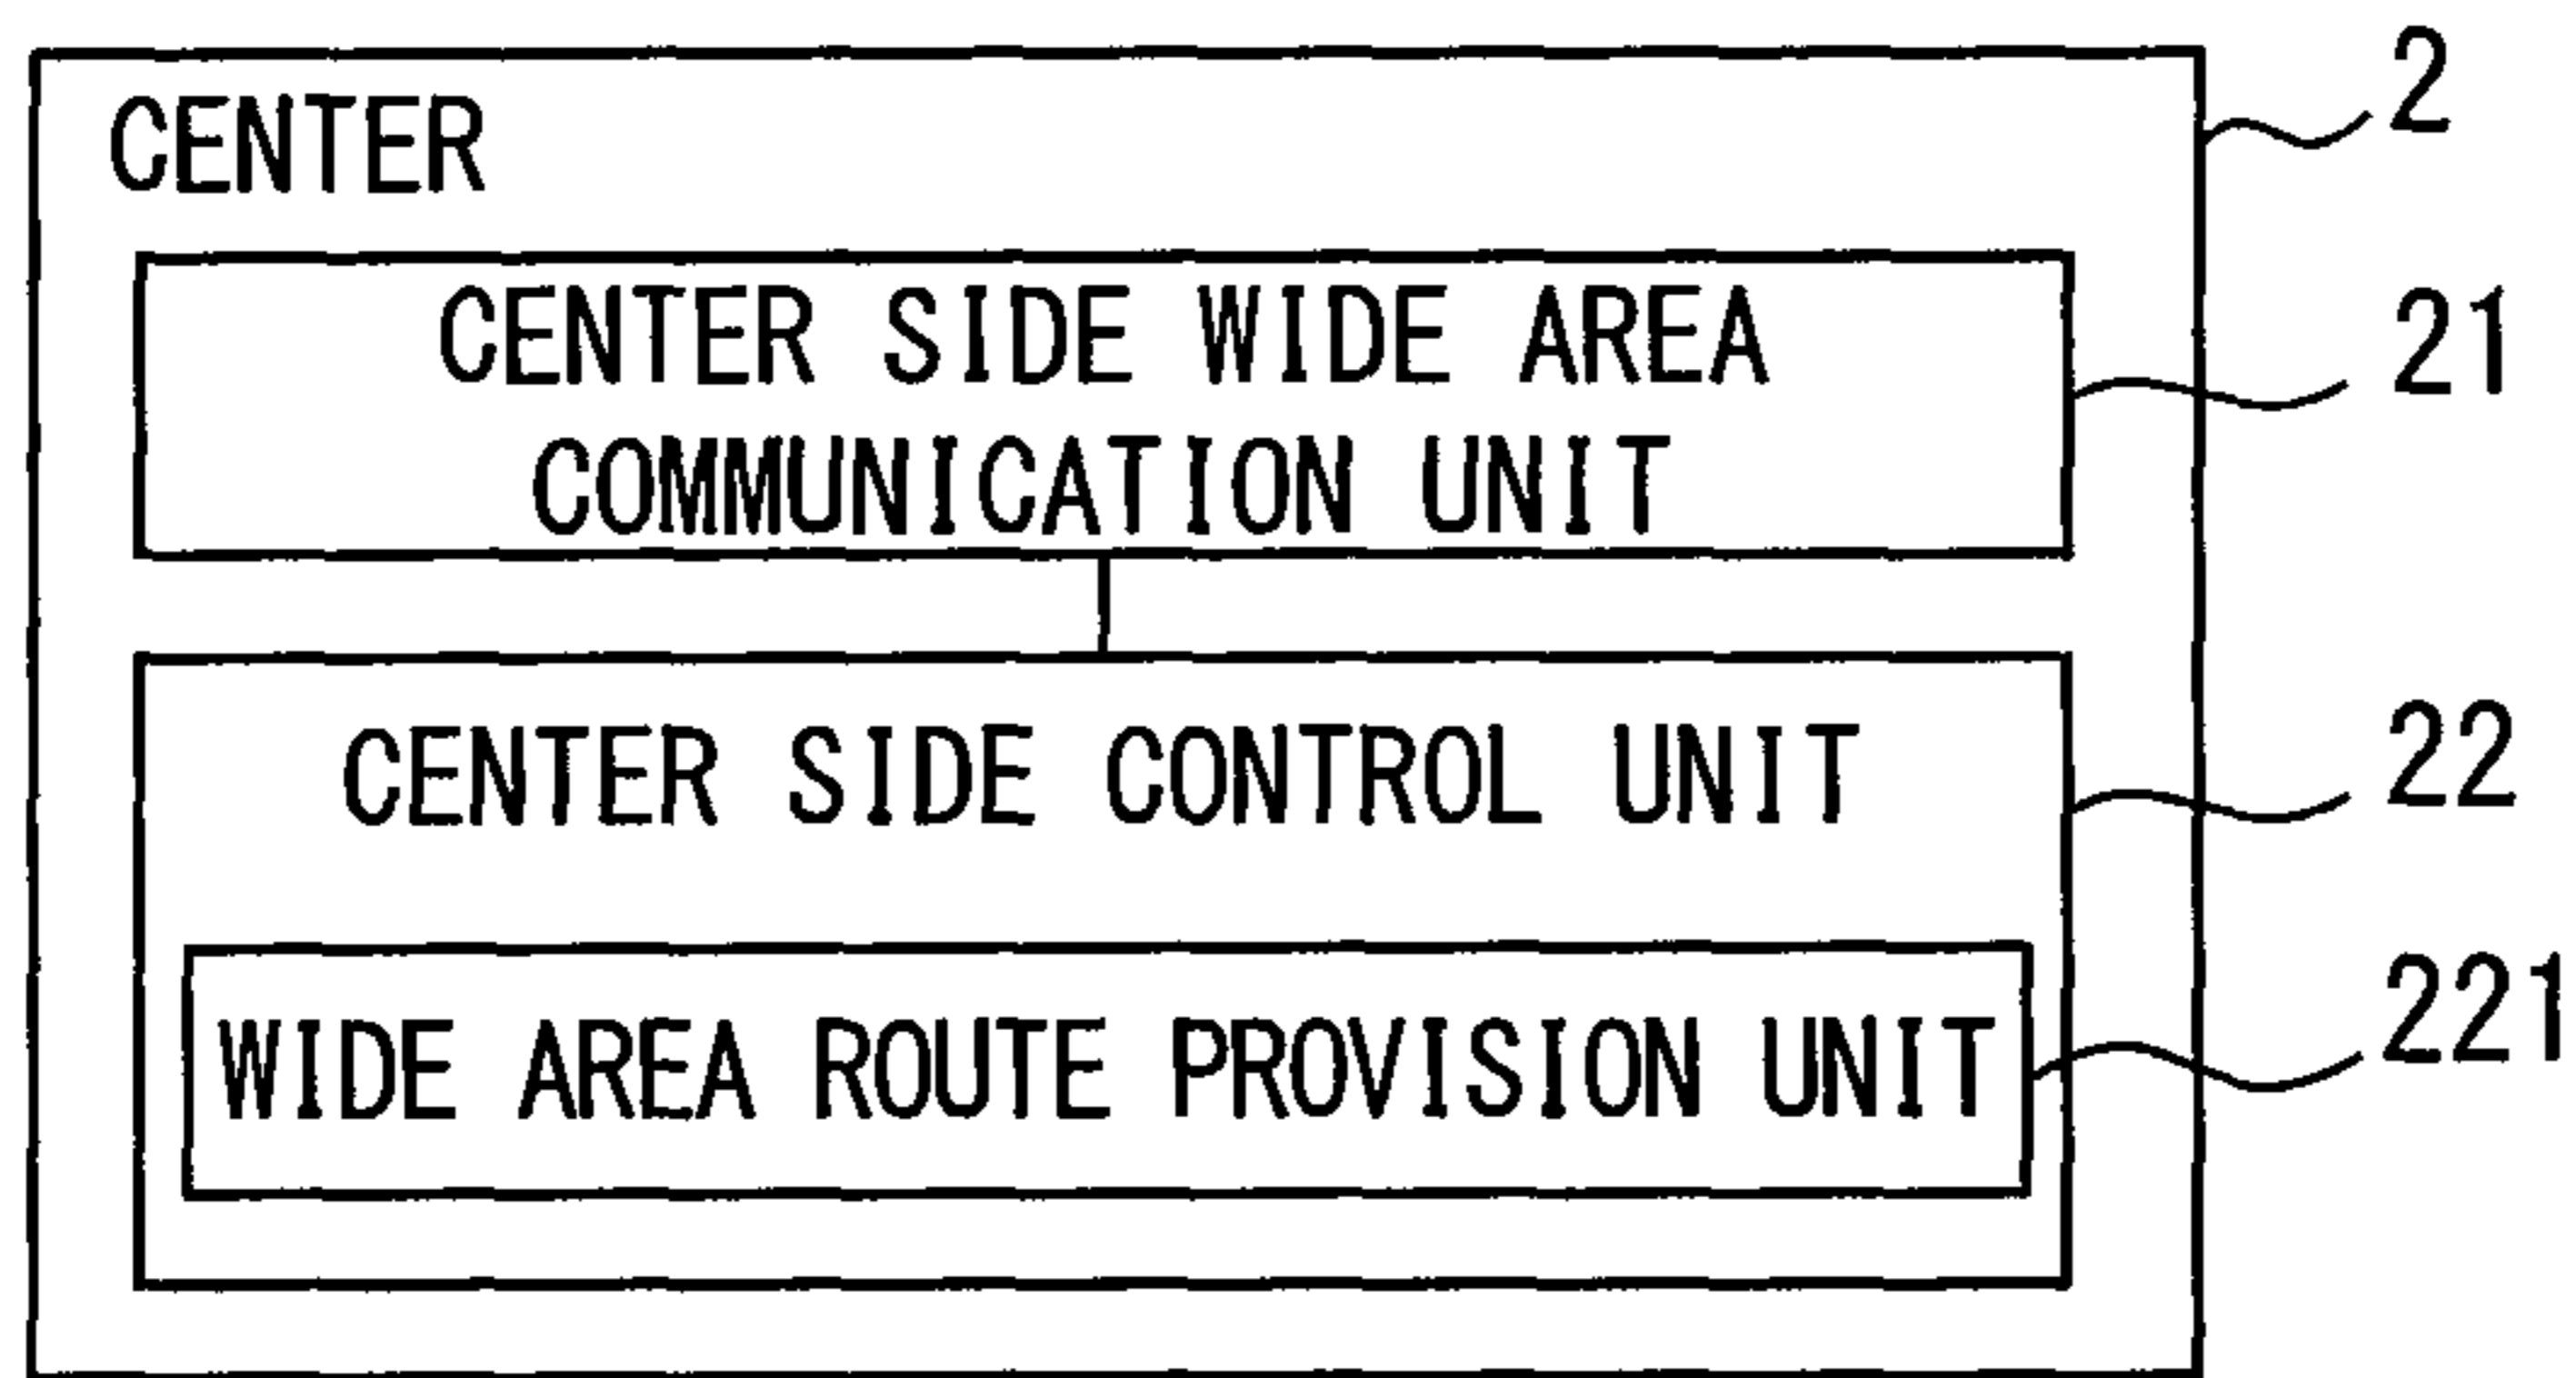 CENTER
2
CENTER SIDE WIDE AREA
COMMUNICATION UNIT
21
CENTER SIDE CONTROL UNIT
22
WIDE AREA ROUTE PROVISION UNIT
221